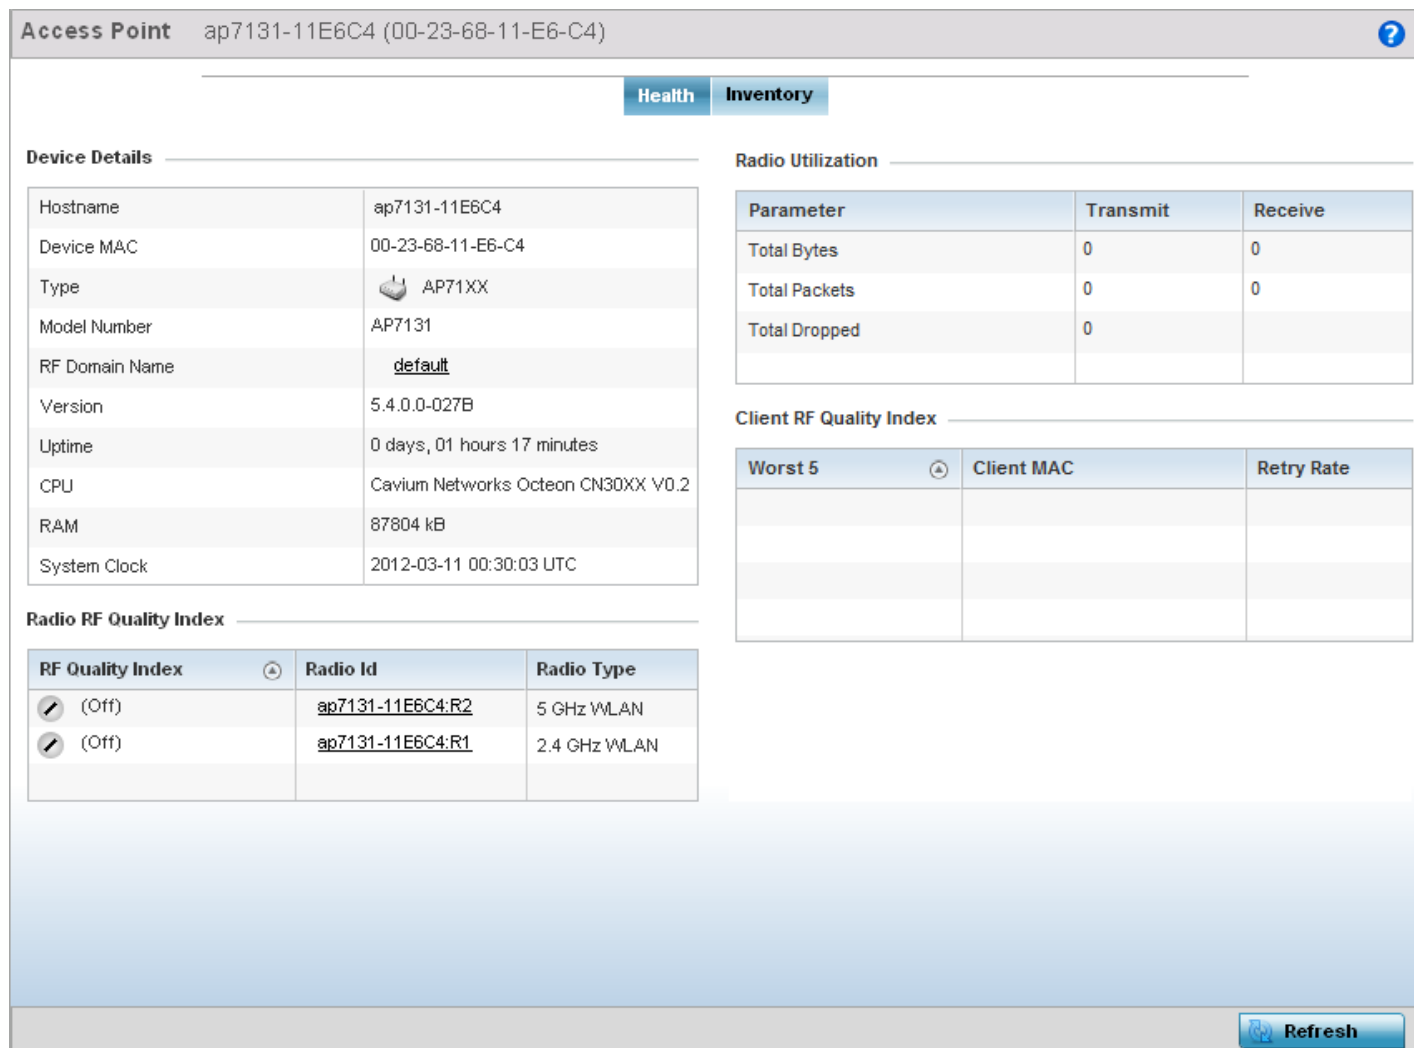 Access Point ap7131-11E6C4 (00-23-68-11-E6-C4)
Health Inventory
Device Details
Hostname ap7131-11E6C4
Device MAC 00-23-68-11-E6-C4
Type AP71XX
Model Number AP7131
RF Domain Name default
Version 5.4.0.0-027B
Uptime 0 days, 01 hours 17 minutes
CPU Cavium Networks Octeon CN30XX V0.2
RAM 87804 kB
System Clock 2012-03-11 00:30:03 UTC
Radio RF Quality Index
RF Quality Index Radio Id Radio Type
(Off) ap7131-11E6C4:R2 5 GHz WLAN
(Off) ap7131-11E6C4:R1 2.4 GHz WLAN
Radio Utilization
Parameter Transmit Receive
Total Bytes 0 0
Total Packets 0 0
Total Dropped 0
Client RF Quality Index
Worst 5 Client MAC Retry Rate
Refresh